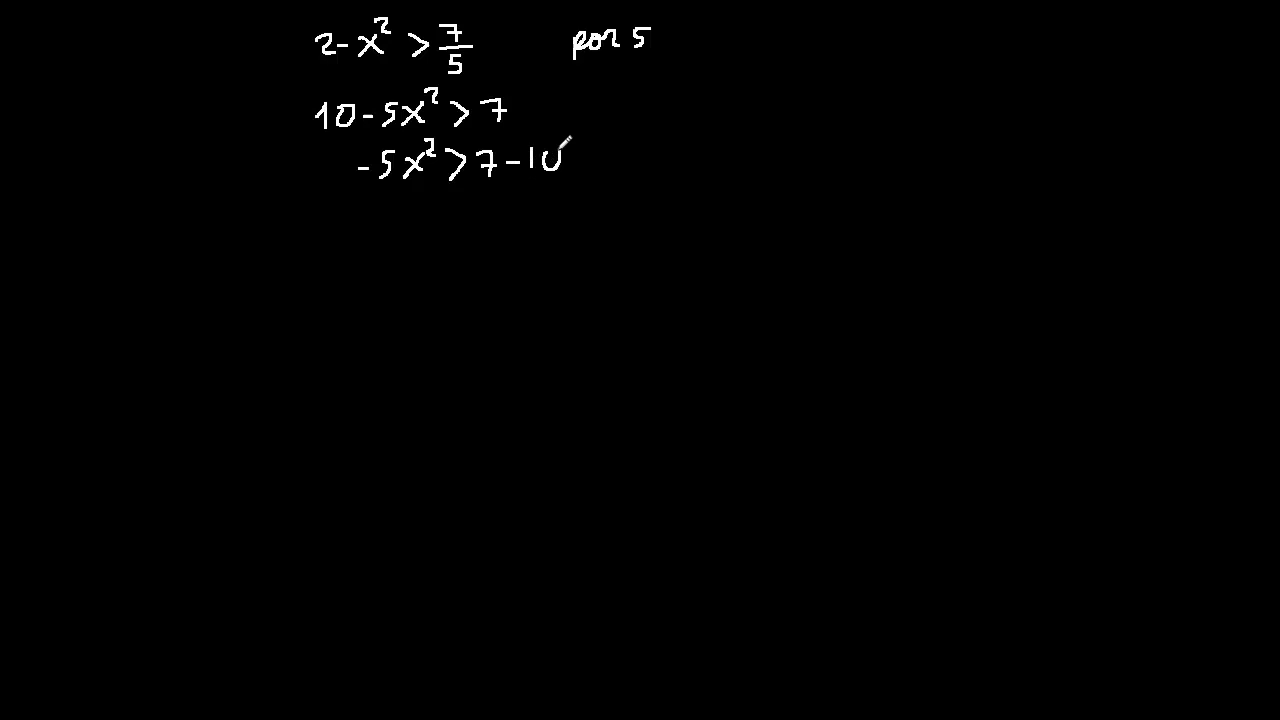 2-x² > 7/5 por 5
10-5x² > 7
-5x² > 7-10